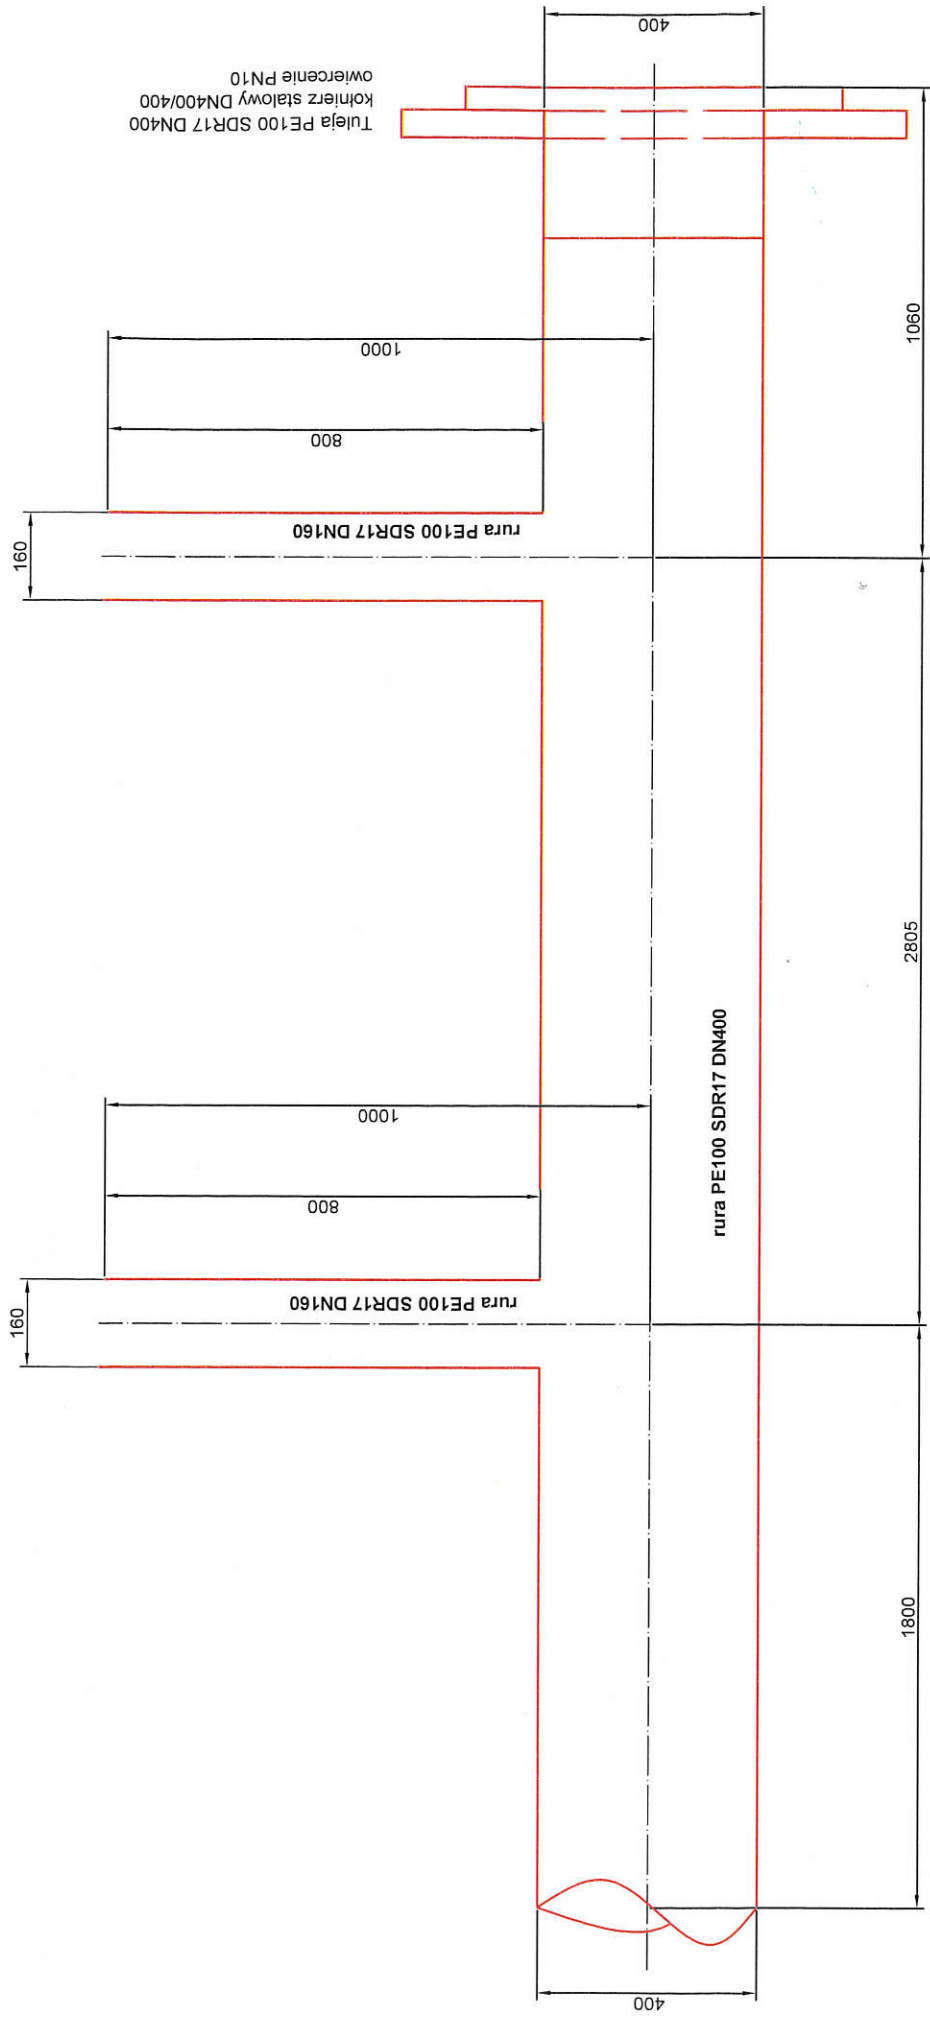 400
Tuleja PE100 SDR17 DN400
kołnierz stalowy DN400/400
owiercenie PN10
1000
800
160
rura PE100 SDR17 DN160
1060
2805
1000
800
160
rura PE100 SDR17 DN160
rura PE100 SDR17 DN400
1800
400